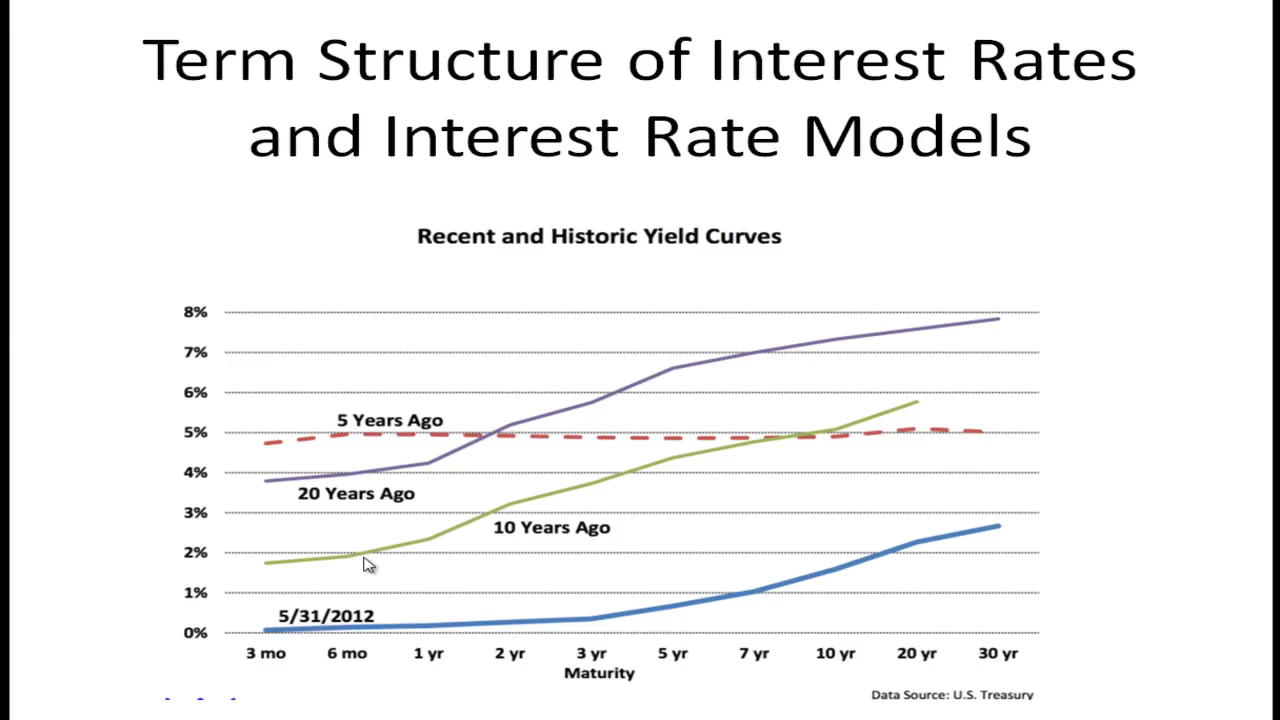 Term Structure of Interest Rates
and Interest Rate Models
Recent and Historic Yield Curves
8%
7%
6%
5 Years Ago
5%
4%
20 Years Ago
3%
10 Years Ago
2%
1%
5/31/2012
0%
3 mo 6 mo 1 yr 2 yr 3 yr 5 yr 7 yr 10 yr 20 yr 30 yr
Maturity
Data Source: U.S. Treasury